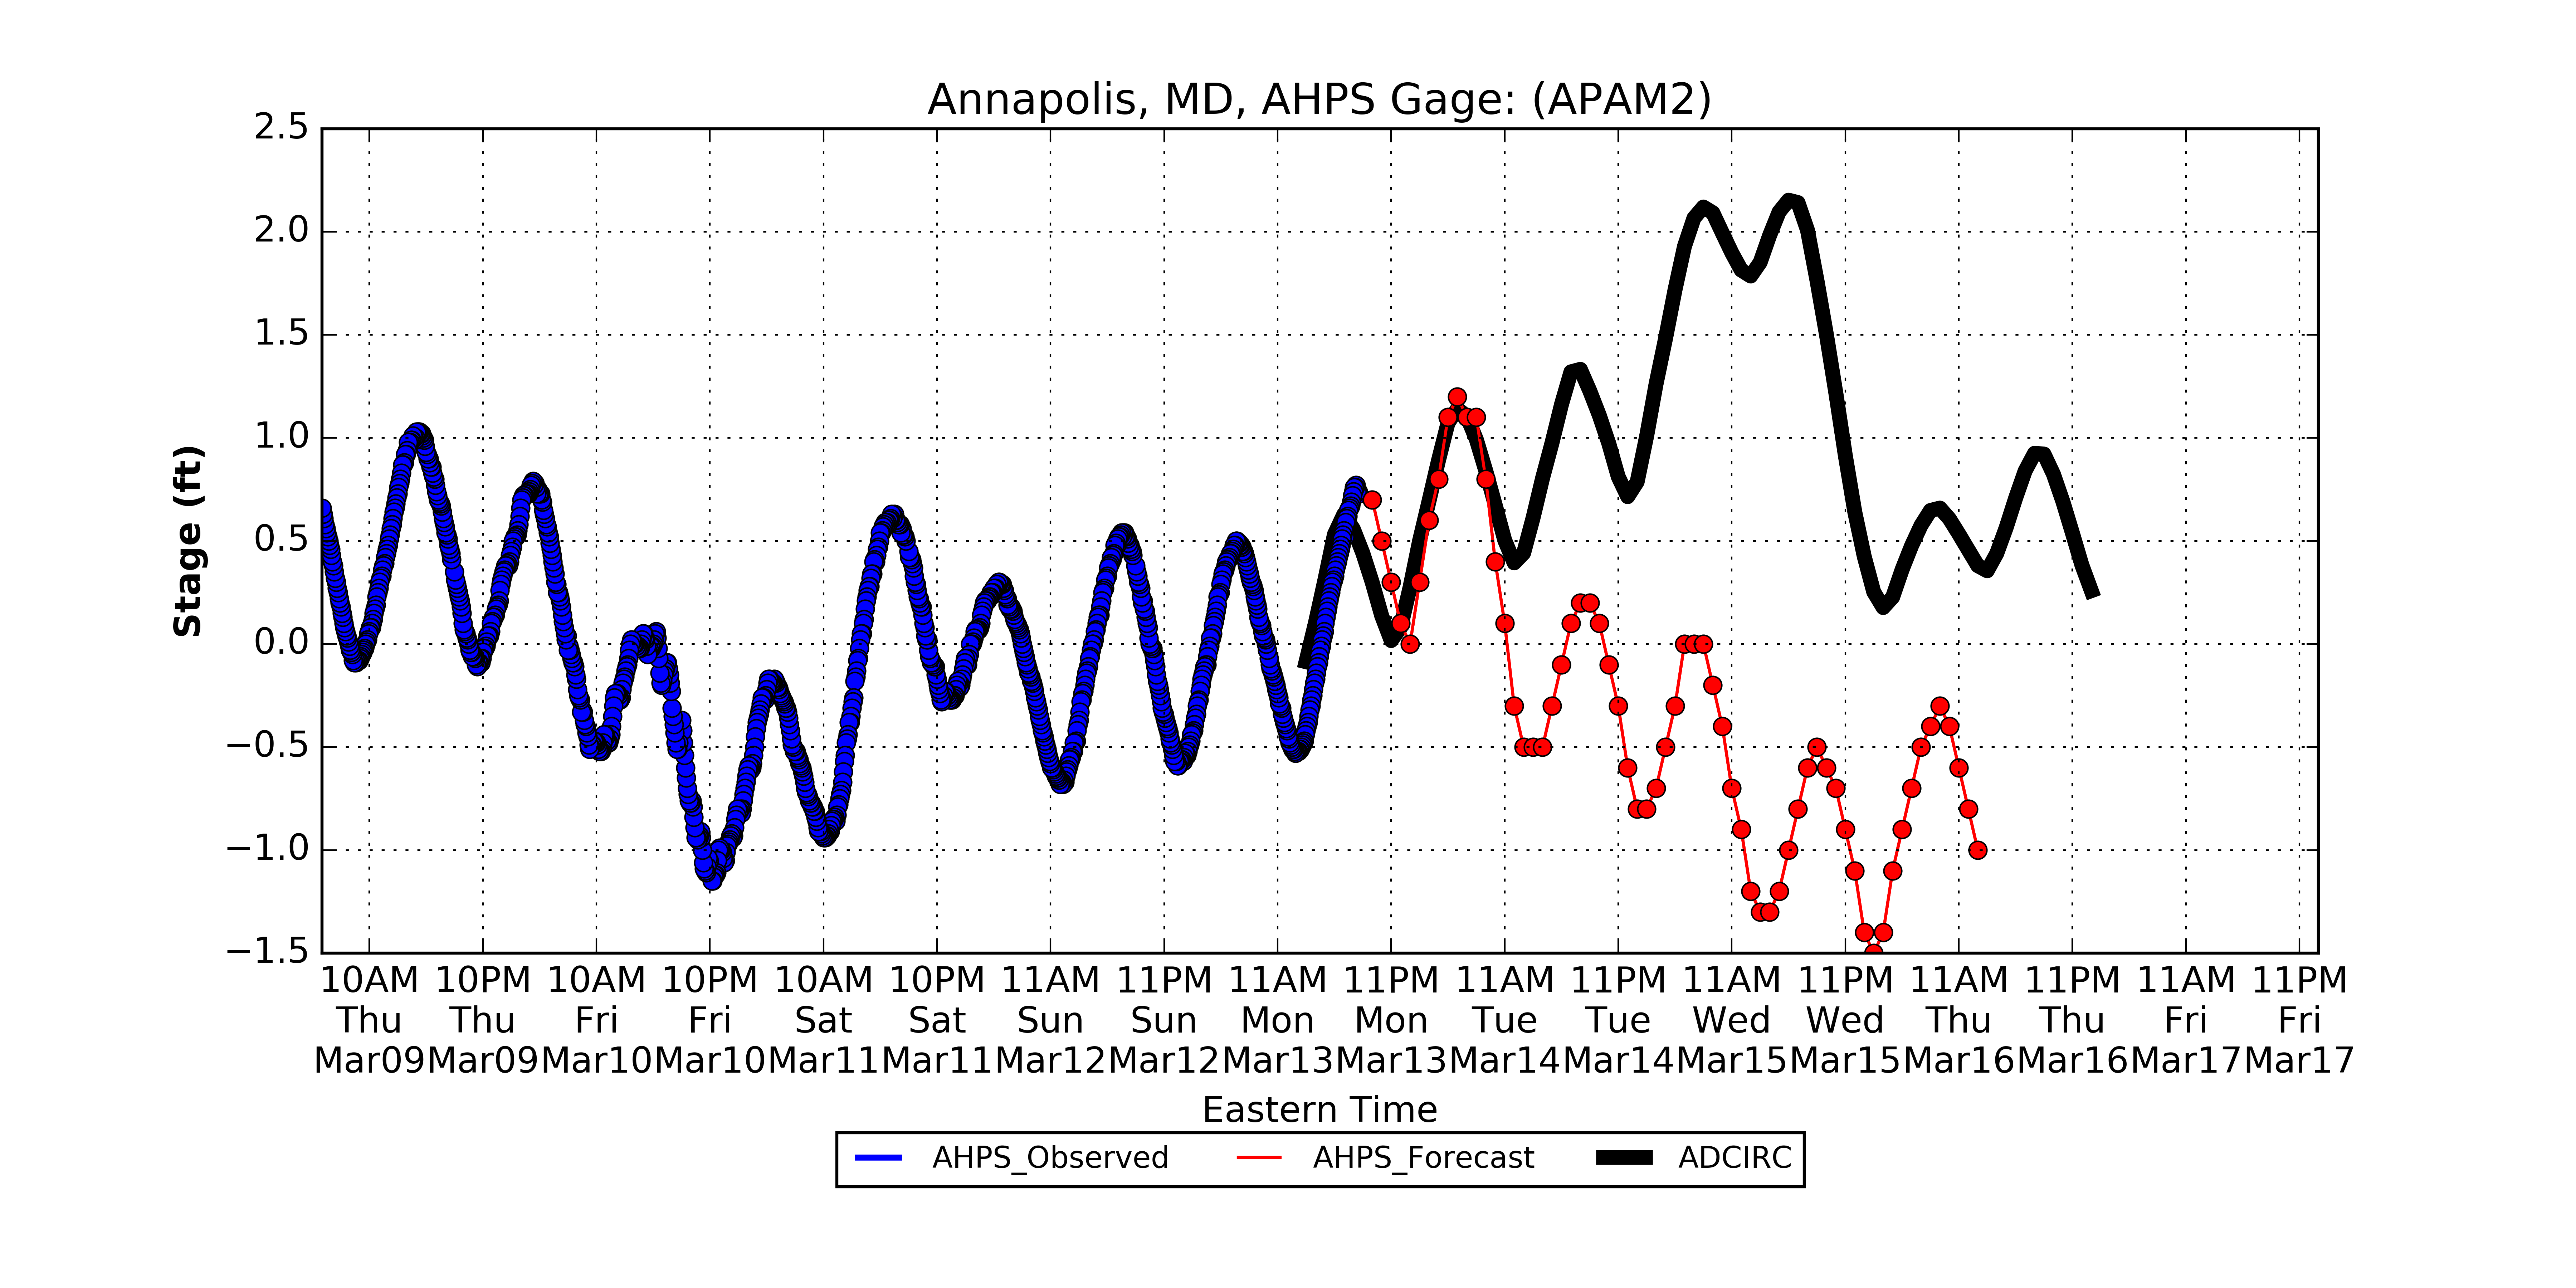 Annapolis, MD, AHPS Gage: (APAM2)
Stage (ft)
2.5
2.0
1.5
1.0
0.5
0.0
−0.5
−1.0
−1.5
10AM 10PM 10AM 10PM 10AM 10PM 11AM 11PM 11AM 11PM 11AM 11PM 11AM 11PM 11AM 11PM 11AM 11PM
Thu Thu Fri Fri Sat Sat Sun Sun Mon Mon Tue Tue Wed Wed Thu Thu Fri Fri
Mar09 Mar09 Mar10 Mar10 Mar11 Mar11 Mar12 Mar12 Mar13 Mar13 Mar14 Mar14 Mar15 Mar15 Mar16 Mar16 Mar17 Mar17
Eastern Time
AHPS_Observed AHPS_Forecast ADCIRC